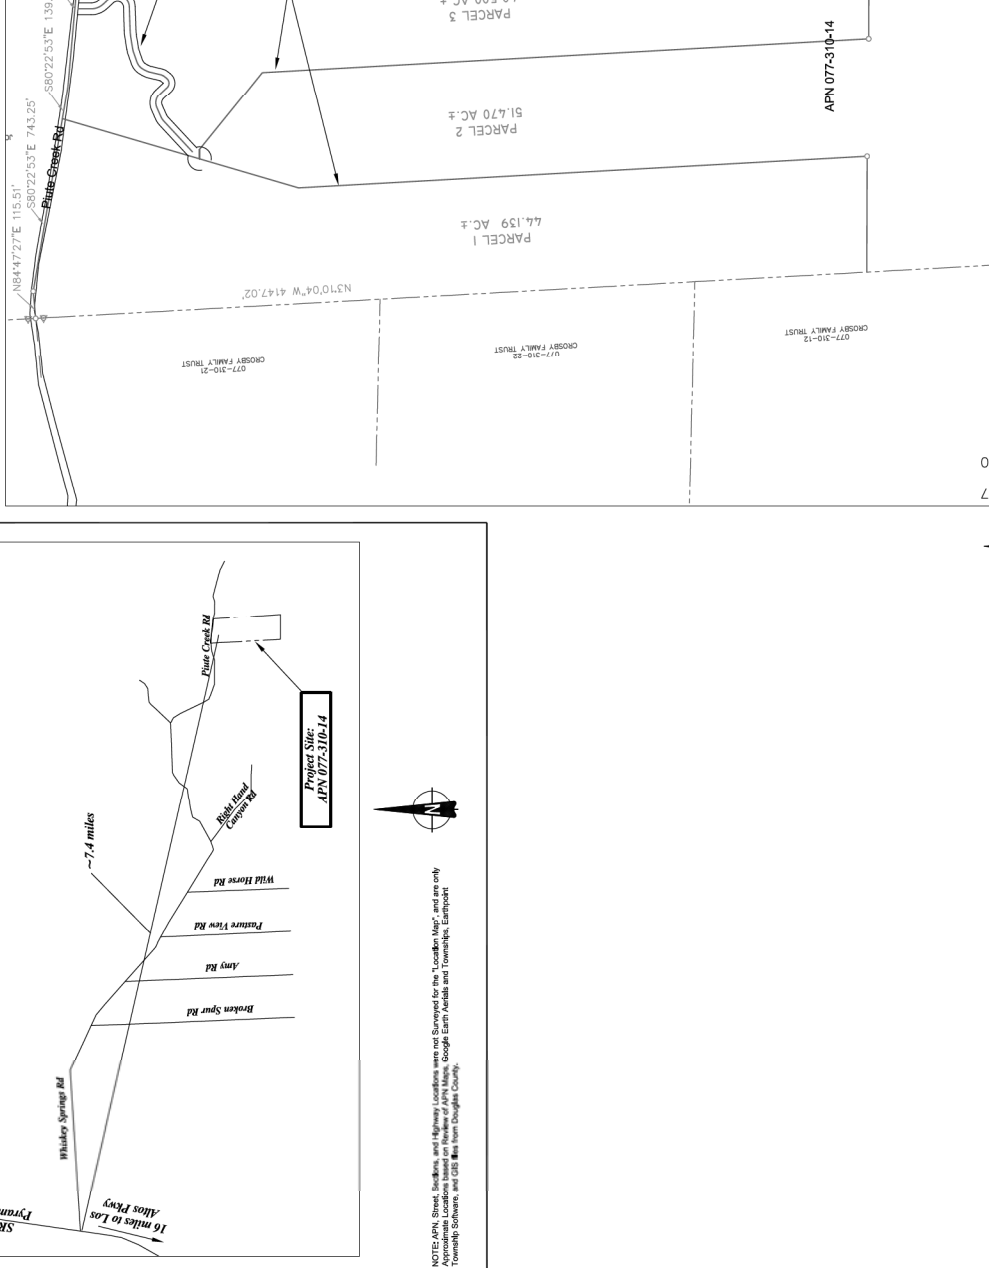 S80°22'53"E 139.
PARCEL 3
APN 077-310-14
51.470 AC.±
PARCEL 2
S80°22'53"E 743.25'
Piute Creek Rd
N84°47'27"E 115.51'
44.139 AC.±
PARCEL 1
N3°10'04"W 4147.02'
077-310-21
CROSBY FAMILY TRUST
077-310-22
CROSBY FAMILY TRUST
077-310-12
CROSBY FAMILY TRUST
0
7
Piute Creek Rd
Project Site:
APN 077-310-14
N
Right Hand
Canyon Rd
~7.4 miles
Wild Horse Rd
Pasture View Rd
Amy Rd
Broken Spur Rd
Whiskey Springs Rd
16 miles to Los
Altos Pkwy
SR
Pyram
NOTE: APN, Street, Sections, and Highway Locations were not Surveyed for the "Location Map", and are only
Approximate Locations based on Review of APN Maps, Google Earth Aerials and Townships, Earthpoint
Township Software, and GIS files from Douglas County.